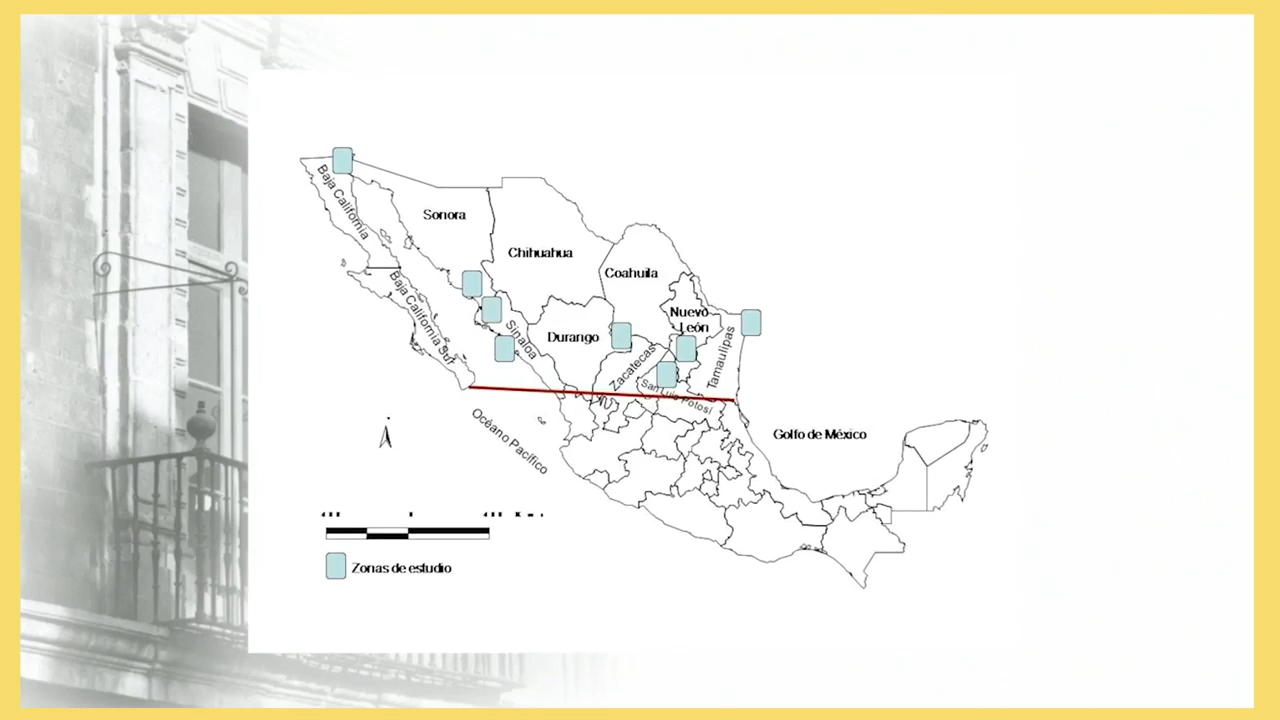 Baja California
Sonora
Chihuahua
Coahuila
Nuevo
León
Baja California Sur
Sinaloa
Durango
Zacatecas
San Luis Potosí
Tamaulipas
Océano Pacífico
Golfo de México
Zonas de estudio